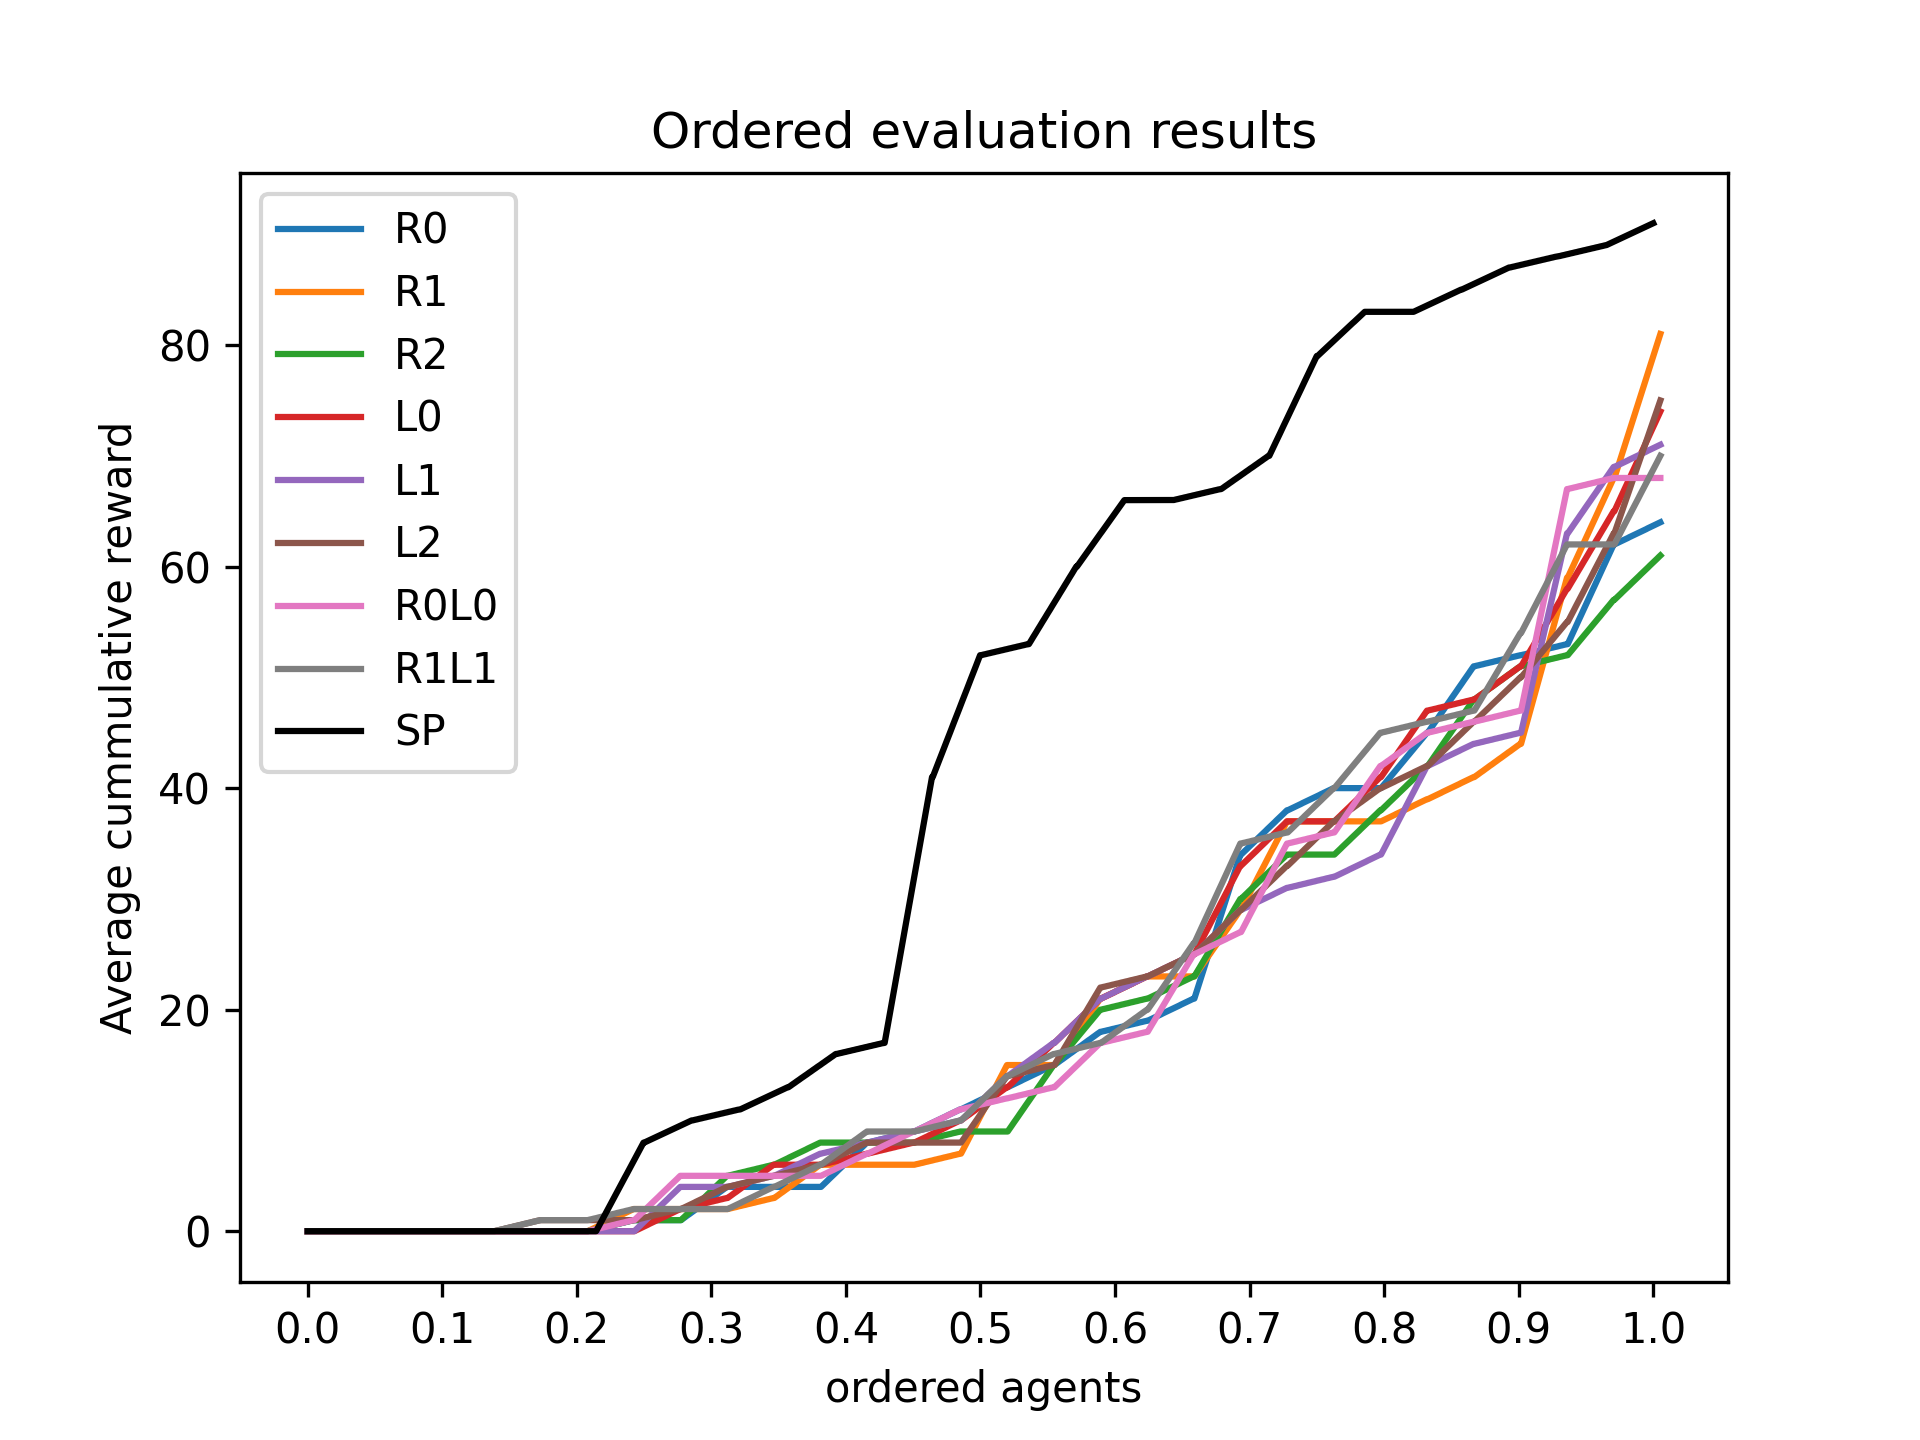 Ordered evaluation results
R0
R1
R2
L0
L1
L2
R0L0
R1L1
SP
Average cummulative reward
80
60
40
20
0
0.0 0.1 0.2 0.3 0.4 0.5 0.6 0.7 0.8 0.9 1.0
ordered agents